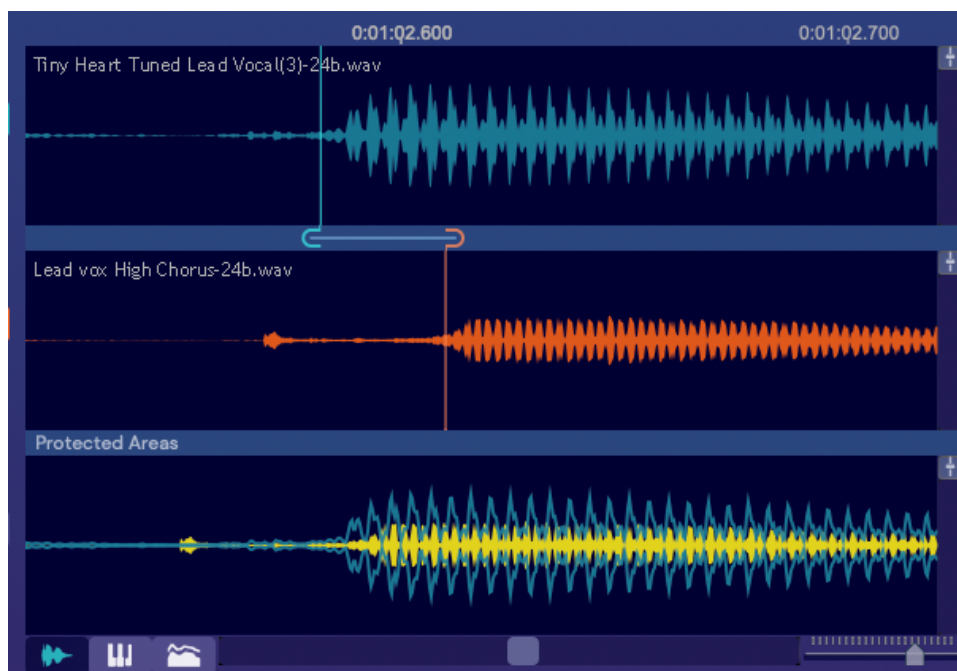 0:01:02.600 0:01:02.700
Tiny Heart Tuned Lead Vocal(3)-24b.wav
Lead vox High Chorus-24b.wav
Protected Areas